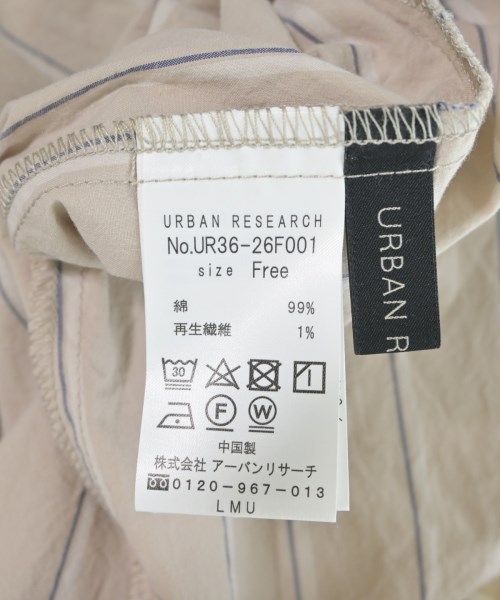 URBAN RESEARCH
No.UR36-26F001
size Free
綿 99%
再生繊維 1%
30
F W
中国製
株式会社 アーバンリサーチ
0120-967-013
LMU
URBAN R